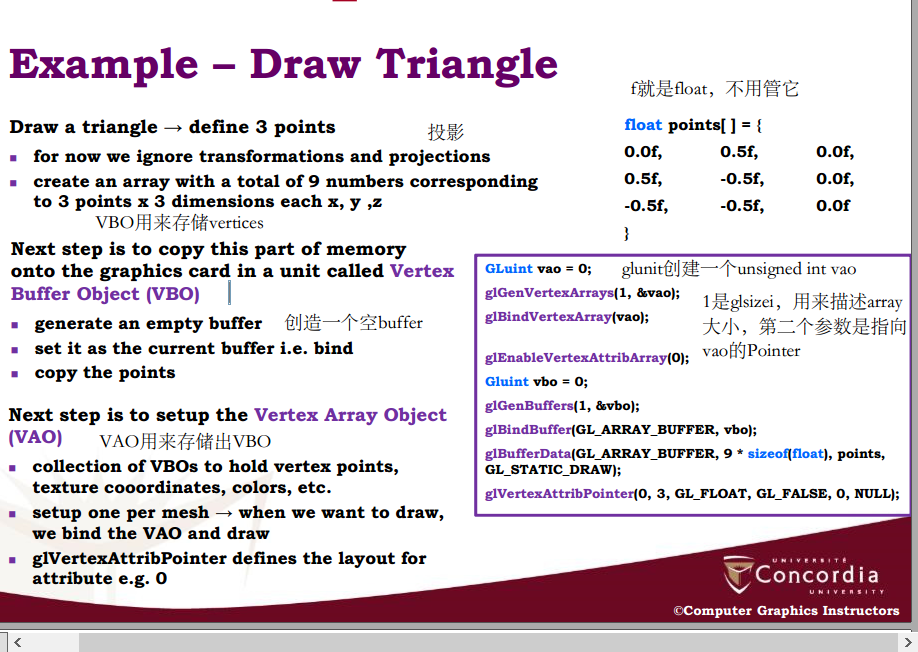 Example – Draw Triangle
f就是float，不用管它
Draw a triangle → define 3 points
投影
▪ for now we ignore transformations and projections
▪ create an array with a total of 9 numbers corresponding
to 3 points x 3 dimensions each x, y ,z
VBO用来存储vertices
Next step is to copy this part of memory
onto the graphics card in a unit called Vertex
Buffer Object (VBO)
▪ generate an empty buffer
创造一个空buffer
▪ set it as the current buffer i.e. bind
▪ copy the points
Next step is to setup the Vertex Array Object
(VAO)
VAO用来存储出VBO
▪ collection of VBOs to hold vertex points,
texture cooordinates, colors, etc.
▪ setup one per mesh → when we want to draw,
we bind the VAO and draw
▪ glVertexAttribPointer defines the layout for
attribute e.g. 0
float points[ ] = {
0.0f, 0.5f, 0.0f,
0.5f, -0.5f, 0.0f,
-0.5f, -0.5f, 0.0f
}
GLuint vao = 0;
glunit创建一个unsigned int vao
glGenVertexArrays(1, &vao);
glBindVertexArray(vao);
1是glsizei，用来描述array
大小，第二个参数是指向
vao的Pointer
glEnableVertexAttribArray(0);
Gluint vbo = 0;
glGenBuffers(1, &vbo);
glBindBuffer(GL_ARRAY_BUFFER, vbo);
glBufferData(GL_ARRAY_BUFFER, 9 * sizeof(float), points,
GL_STATIC_DRAW);
glVertexAttribPointer(0, 3, GL_FLOAT, GL_FALSE, 0, NULL);
UNIVERSITÉ
Concordia
UNIVERSITY
©Computer Graphics Instructors